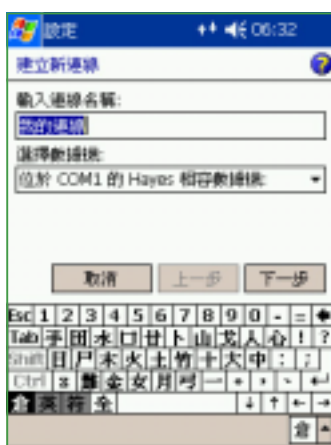 設定 06:32
建立新連線
輸入連線名稱:
我的連線
選擇數據機:
位於 COM1 的 Hayes 相容數據機:
取消 上一步 下一步
Esc 1 2 3 4 5 6 7 8 9 0 - =
Tab 手 田 水 口 廿 卜 山 戈 人 心 ! ?
Shift 日 尸 木 火 土 竹 十 大 中 : ;
Ctrl 難 金 女 月 弓 一
倉 英 符 全 ↓ ↑ ← →
倉